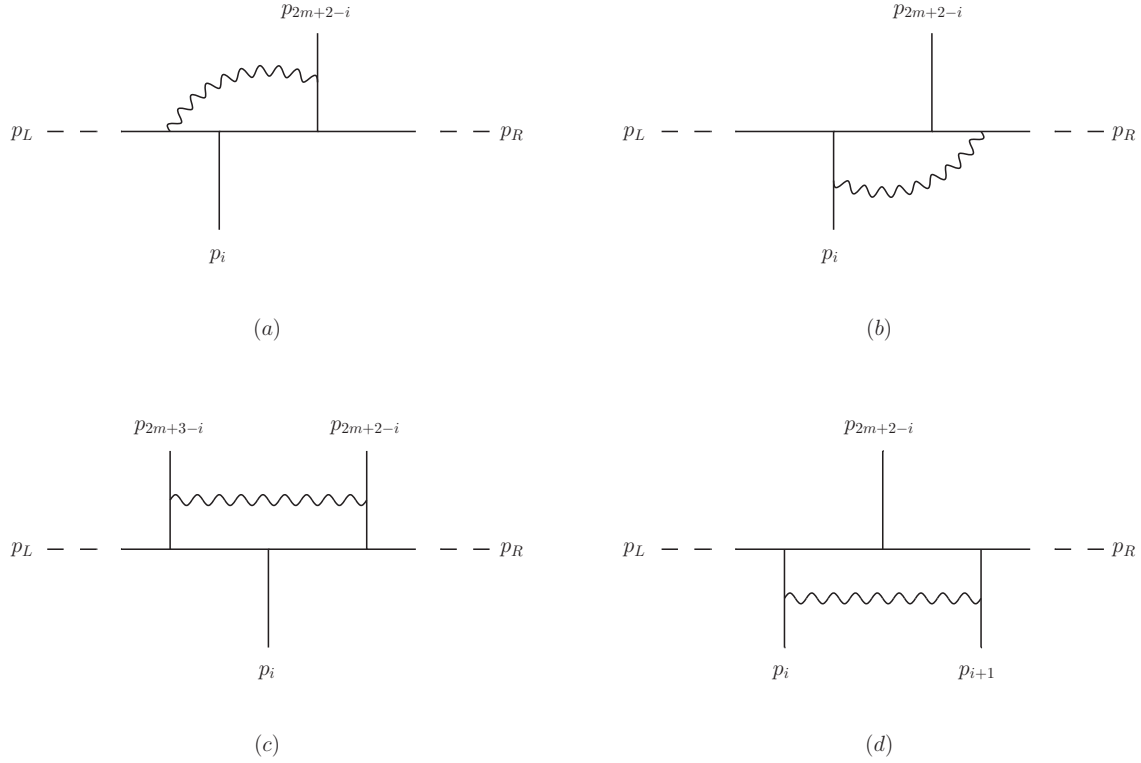 p_{2m+2-i} p_{2m+2-i}
p_L p_R p_L p_R
p_i p_i
(a) (b)
p_{2m+3-i} p_{2m+2-i} p_{2m+2-i}
p_L p_R p_L p_R
p_i p_i p_{i+1}
(c) (d)